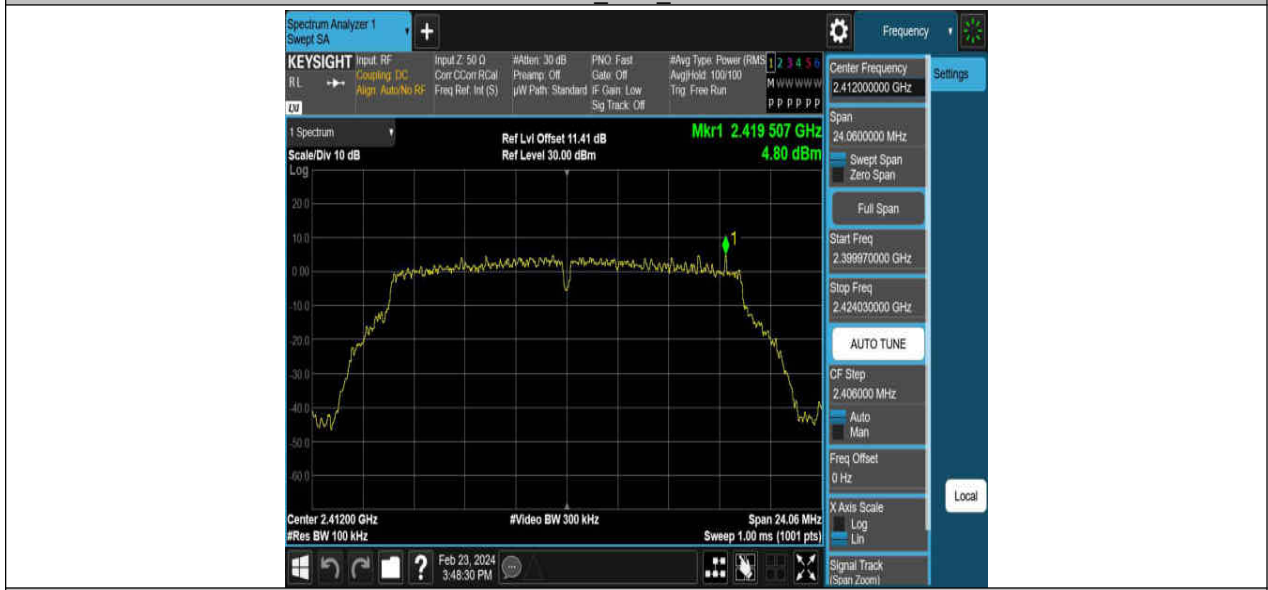 Spectrum Analyzer 1
Swept SA
+
Frequency
KEYSIGHT
RL
LXI
Input: RF
Coupling: DC
Align: Auto/No RF
Input Z: 50 Ω
Corr CCorr RCal
Freq Ref: Int (S)
#Atten: 30 dB
Preamp: Off
µW Path: Standard
PNO: Fast
Gate: Off
IF Gain: Low
Sig Track: Off
#Avg Type: Power (RMS
Avg|Hold: 100/100
Trig: Free Run
1 2 3 4 5 6
M W W W W W
P P P P P P
1 Spectrum
Scale/Div 10 dB
Log
Ref Lvl Offset 11.41 dB
Ref Level 30.00 dBm
Mkr1 2.419 507 GHz
4.80 dBm
20.0
10.0
0.00
-10.0
-20.0
-30.0
-40.0
-50.0
-60.0
1
Center 2.41200 GHz
#Res BW 100 kHz
#Video BW 300 kHz
Span 24.06 MHz
Sweep 1.00 ms (1001 pts)
Feb 23, 2024
3:48:30 PM
?
Center Frequency
2.412000000 GHz
Settings
Span
24.0600000 MHz
Swept Span
Zero Span
Full Span
Start Freq
2.399970000 GHz
Stop Freq
2.424030000 GHz
AUTO TUNE
CF Step
2.406000 MHz
Auto
Man
Freq Offset
0 Hz
X Axis Scale
Log
Lin
Local
Signal Track
(Span Zoom)